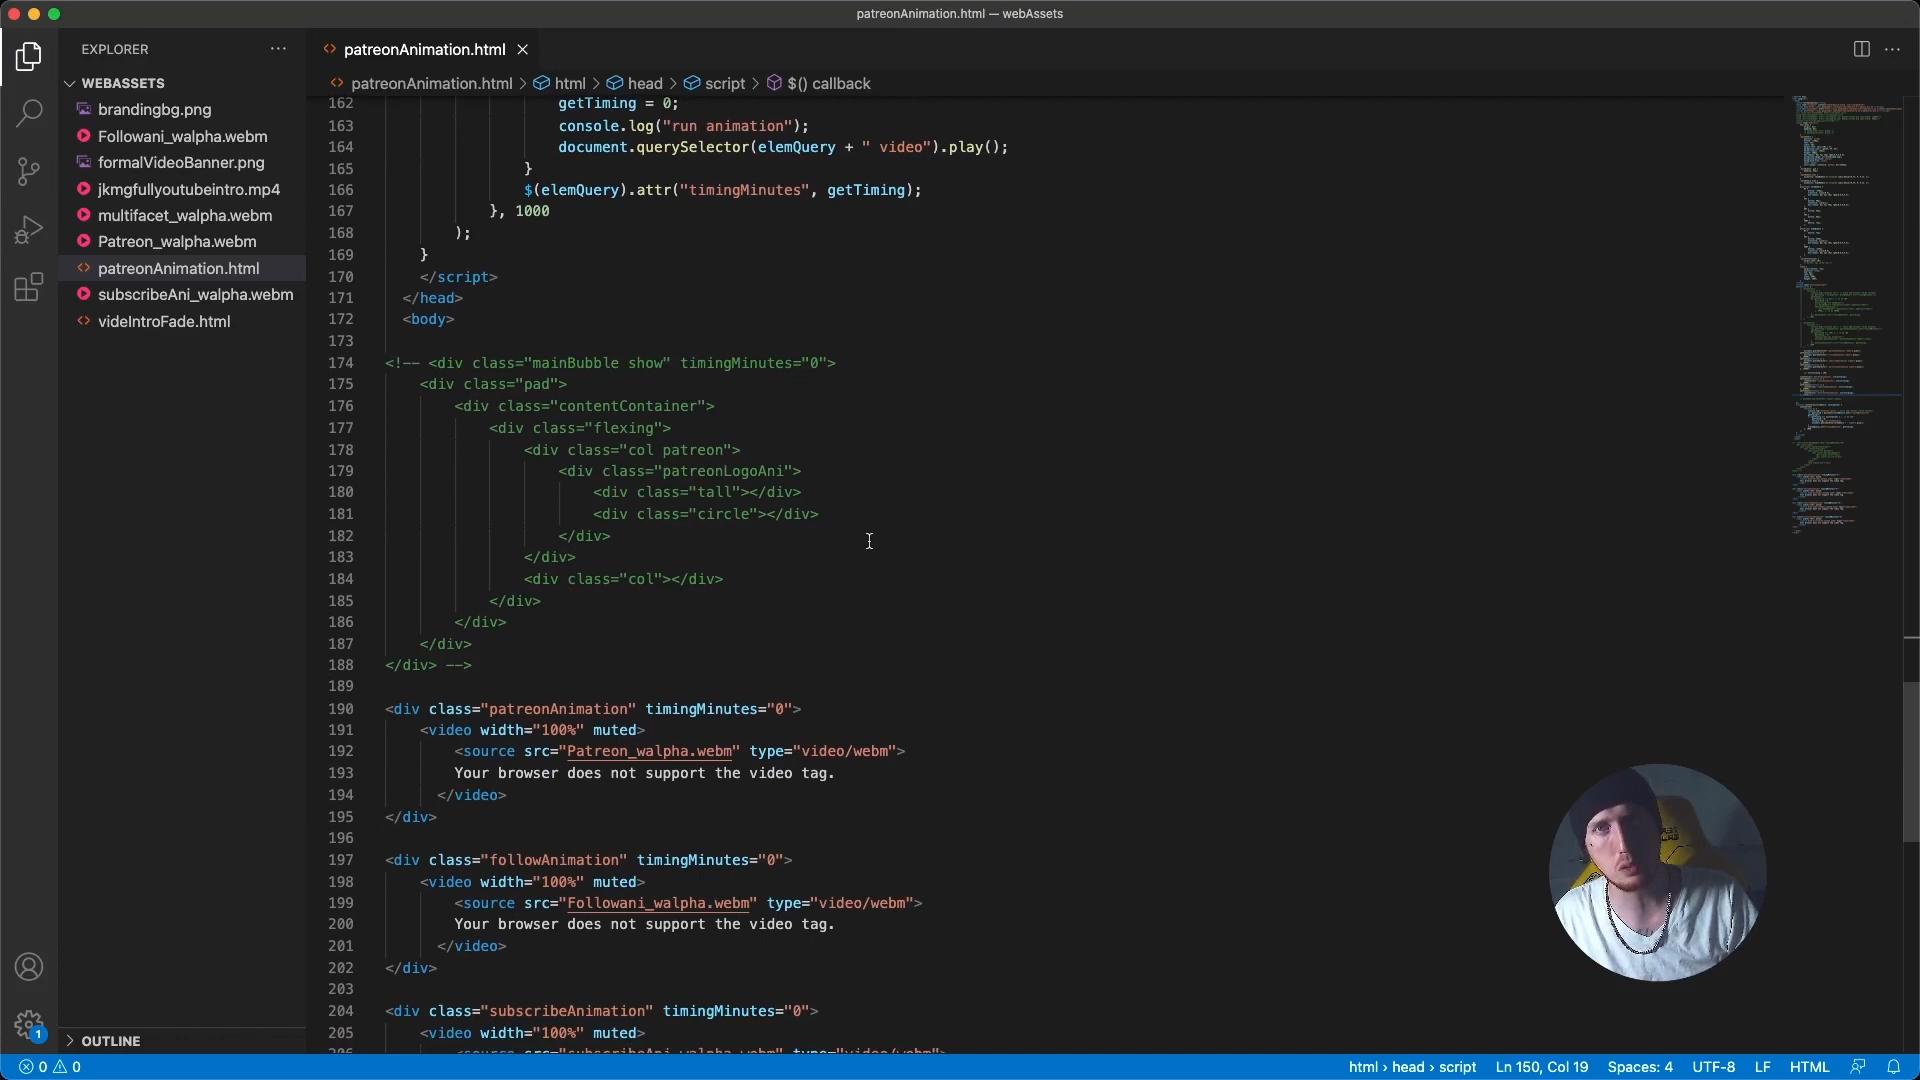 patreonAnimation.html — webAssets
EXPLORER
WEBASSETS
brandingbg.png
Followani_walpha.webm
formalVideoBanner.png
jkmgfullyoutubeintro.mp4
multifacet_walpha.webm
Patreon_walpha.webm
patreonAnimation.html
subscribeAni_walpha.webm
videIntroFade.html
OUTLINE
1
patreonAnimation.html
patreonAnimation.html > html > head > script > $() callback
162 getTiming = 0;
163 console.log("run animation");
164 document.querySelector(elemQuery + " video").play();
165 }
166 $(elemQuery).attr("timingMinutes", getTiming);
167 }, 1000
168 );
169 }
170 </script>
171 </head>
172 <body>
173
174 <!-- <div class="mainBubble show" timingMinutes="0">
175 <div class="pad">
176 <div class="contentContainer">
177 <div class="flexing">
178 <div class="col patreon">
179 <div class="patreonLogoAni">
180 <div class="tall"></div>
181 <div class="circle"></div>
182 </div>
183 </div>
184 <div class="col"></div>
185 </div>
186 </div>
187 </div>
188 </div> -->
189
190 <div class="patreonAnimation" timingMinutes="0">
191 <video width="100%" muted>
192 <source src="Patreon_walpha.webm" type="video/webm">
193 Your browser does not support the video tag.
194 </video>
195 </div>
196
197 <div class="followAnimation" timingMinutes="0">
198 <video width="100%" muted>
199 <source src="Followani_walpha.webm" type="video/webm">
200 Your browser does not support the video tag.
201 </video>
202 </div>
203
204 <div class="subscribeAnimation" timingMinutes="0">
205 <video width="100%" muted>
206 <source src="subscribeAni_walpha.webm" type="video/webm">
0 0
html › head › script Ln 150, Col 19 Spaces: 4 UTF-8 LF HTML